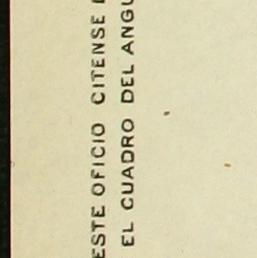 ESTE OFICIO CITENSE
EL CUADRO DEL ANGU